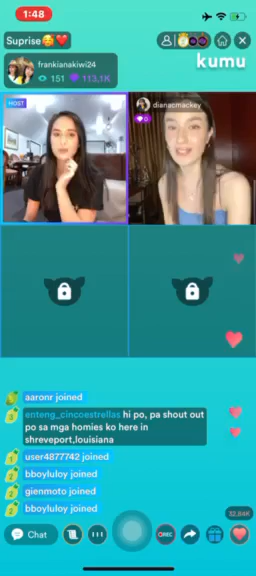 1:48
Suprise🥰❤️
frankianakiwi24
151 113,1K
kumu
HOST
dianacmackey
0
aaronr joined
enteng_cincoestrellas hi po, pa shout out
po sa mga homies ko here in
shreveport,louisiana
user4877742 joined
bboyluloy joined
gienmoto joined
bboyluloy joined
32.84K
Chat
REC